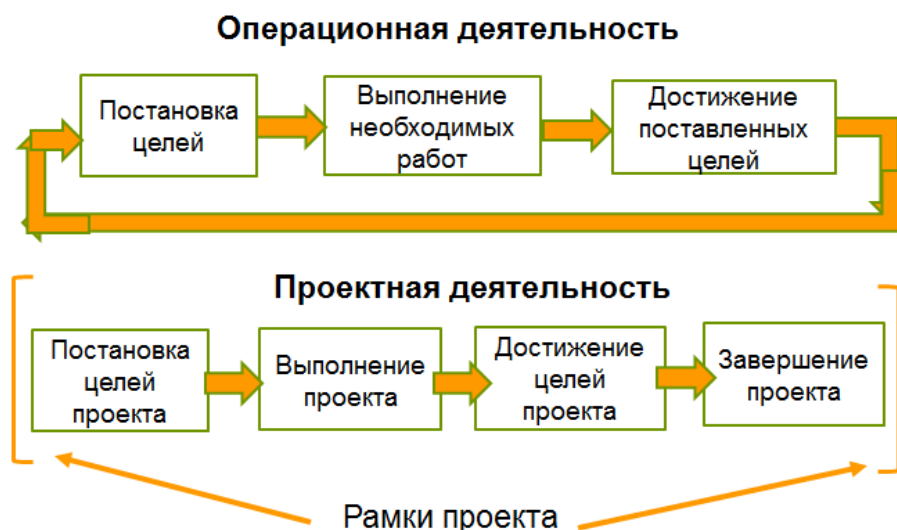 Операционная деятельность
Постановка
целей
Выполнение
необходимых
работ
Достижение
поставленных
целей
Проектная деятельность
Постановка
целей
проекта
Выполнение
проекта
Достижение
целей
проекта
Завершение
проекта
Рамки проекта